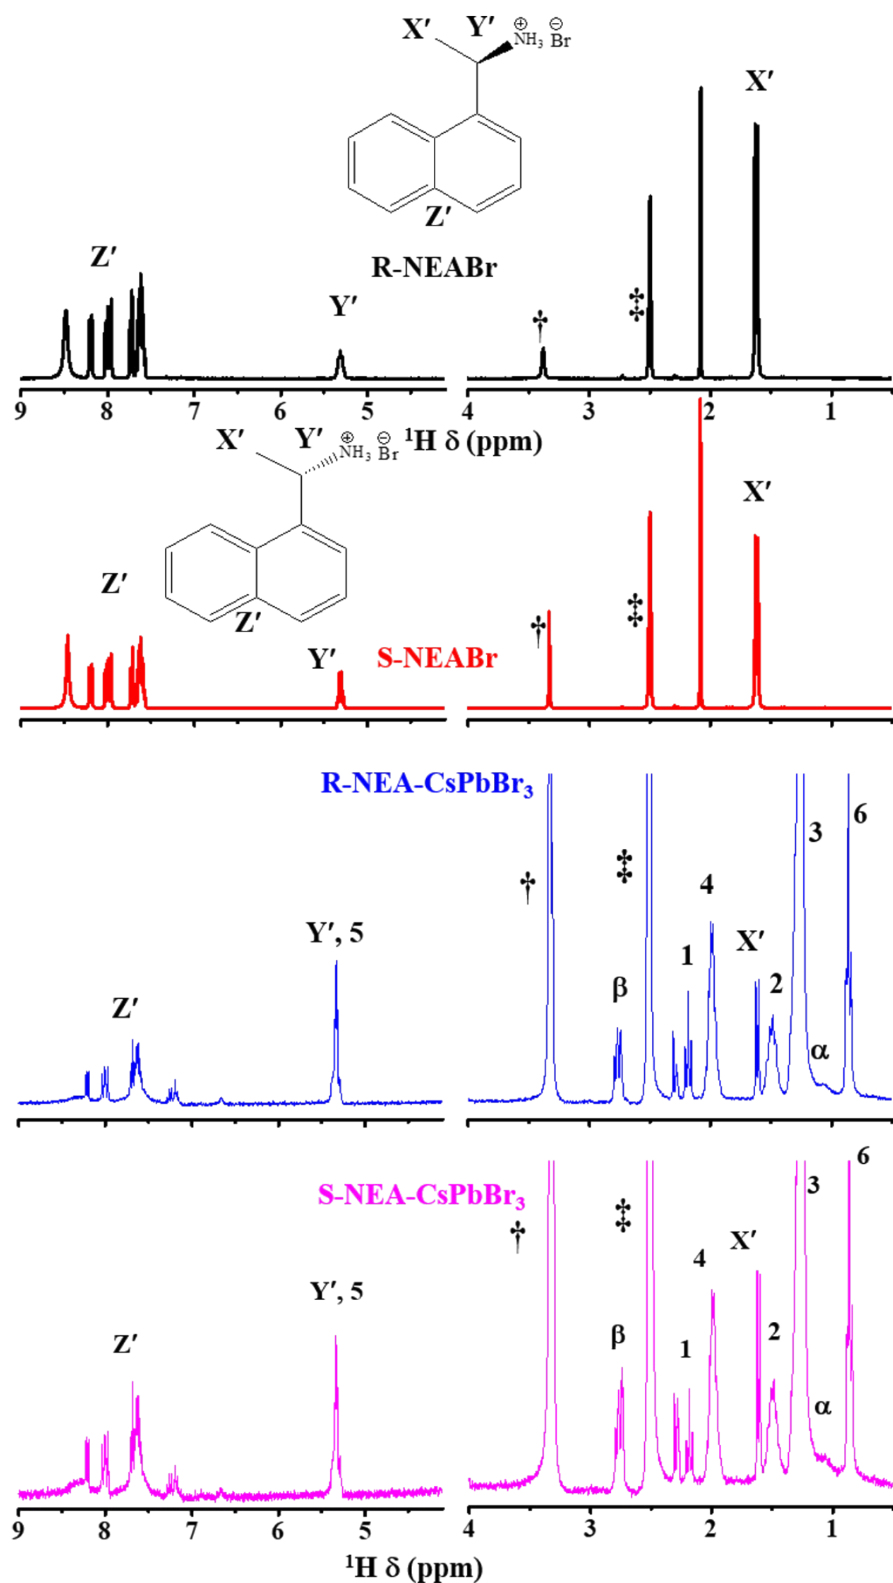 X′ Y′ ⊕ ⊖
NH₃ Br
X′
Z′
Z′
R-NEABr
Y′
†
‡
9 8 7 6 5 4 3 2 1
X′ Y′ ⊕ ⊖ ¹H δ (ppm)
NH₃ Br
X′
Z′
Z′
†
‡
Y′
S-NEABr
R-NEA-CsPbBr₃
6
3
†
‡
4
Y′, 5
1 X′
β
2
Z′
α
6
S-NEA-CsPbBr₃
3
†
‡
X′
4
Y′, 5
β 1 2
Z′
α
9 8 7 6 5 4 3 2 1
¹H δ (ppm)